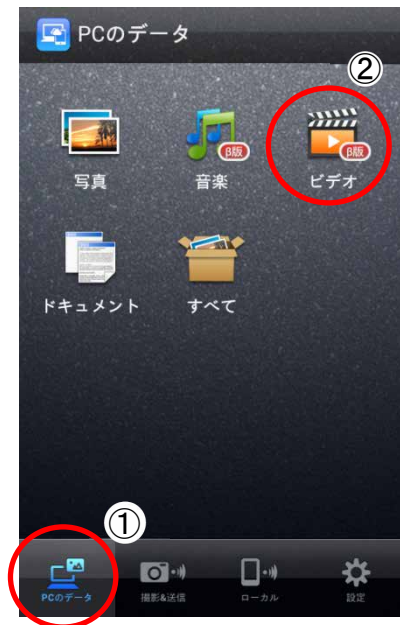 PCのデータ
②
β版
β版
写真
音楽
ビデオ
ドキュメント
すべて
①
PCのデータ
撮影&送信
ローカル
設定